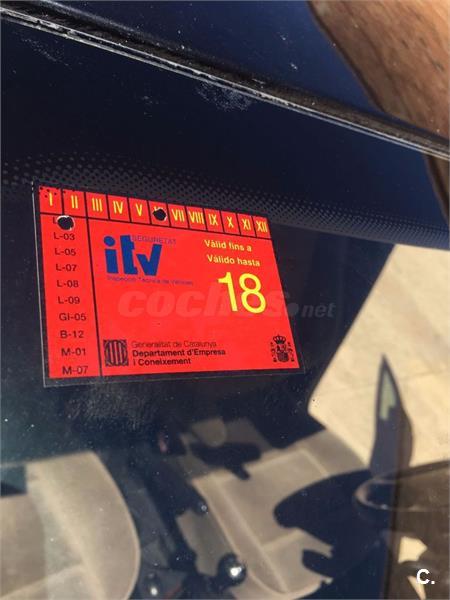 I II III IV V VII VIII IX X XI XII
L-03
L-05
L-07
L-08
L-09
GI-05
B-12
M-01
M-07
SEGURETAT
itv
Inspecció Tècnica de Vehicles
Vàlid fins a
Válido hasta
18
Generalitat de Catalunya
Departament d'Empresa
i Coneixement
coches.net
C.